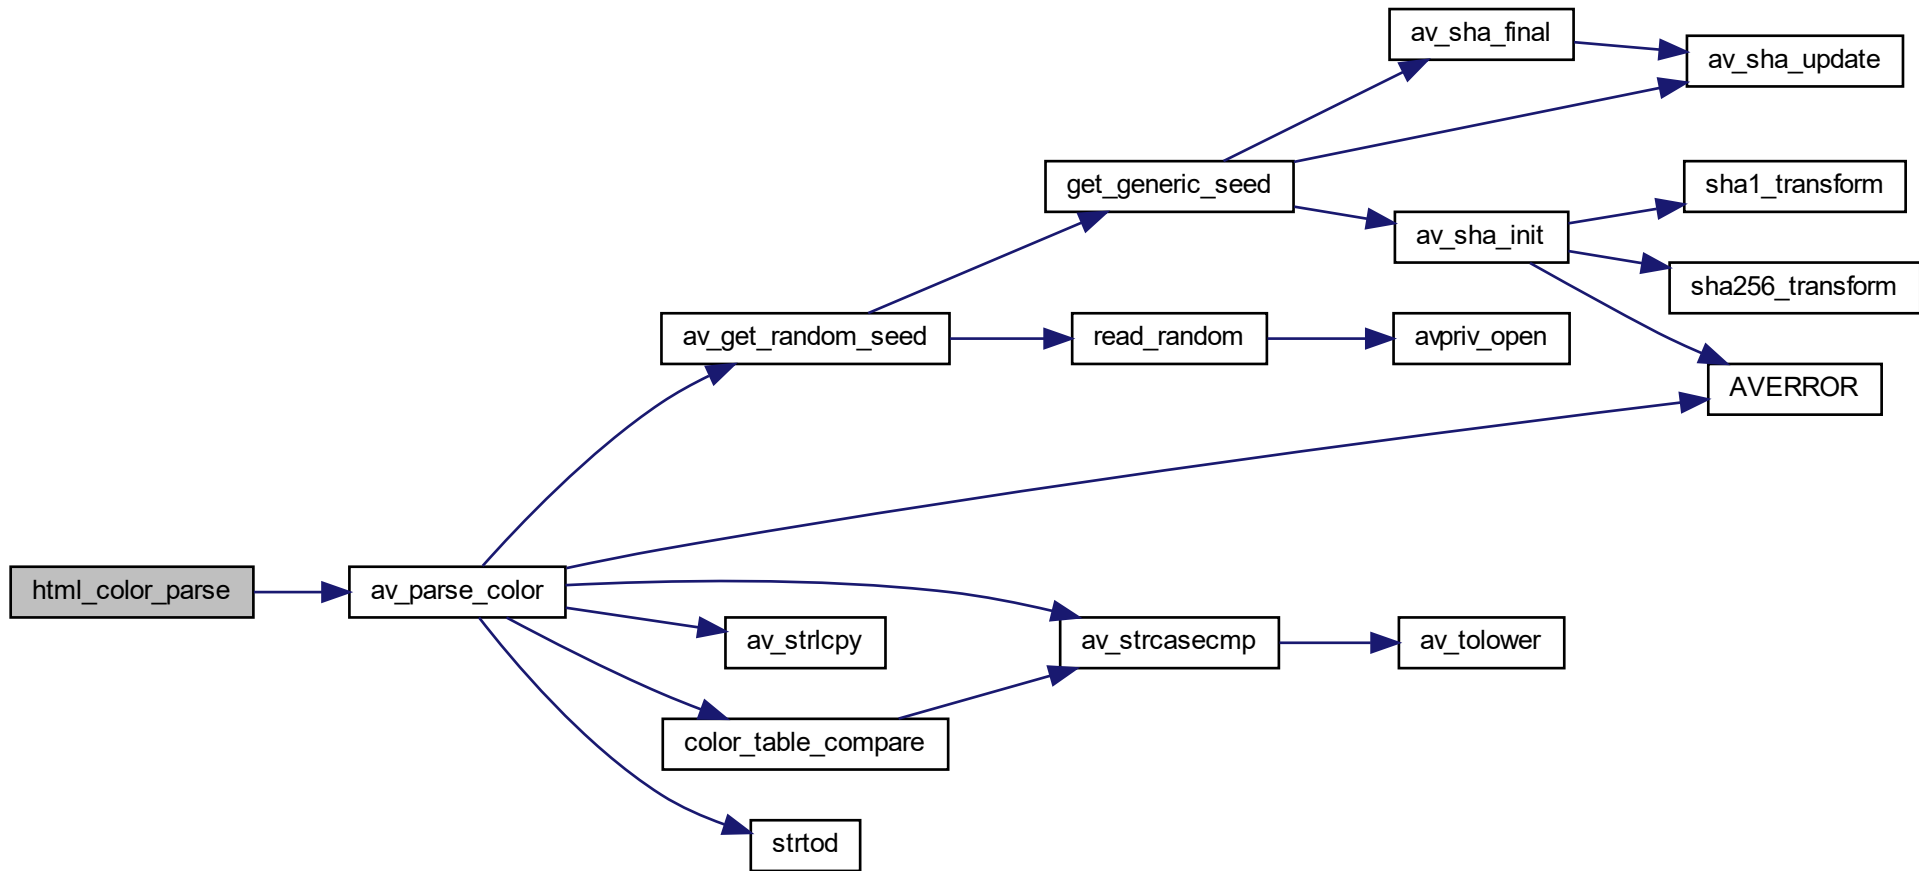 av_sha_final
av_sha_update
get_generic_seed
sha1_transform
av_sha_init
sha256_transform
av_get_random_seed
read_random
avpriv_open
AVERROR
html_color_parse
av_parse_color
av_strlcpy
av_strcasecmp
av_tolower
color_table_compare
strtod